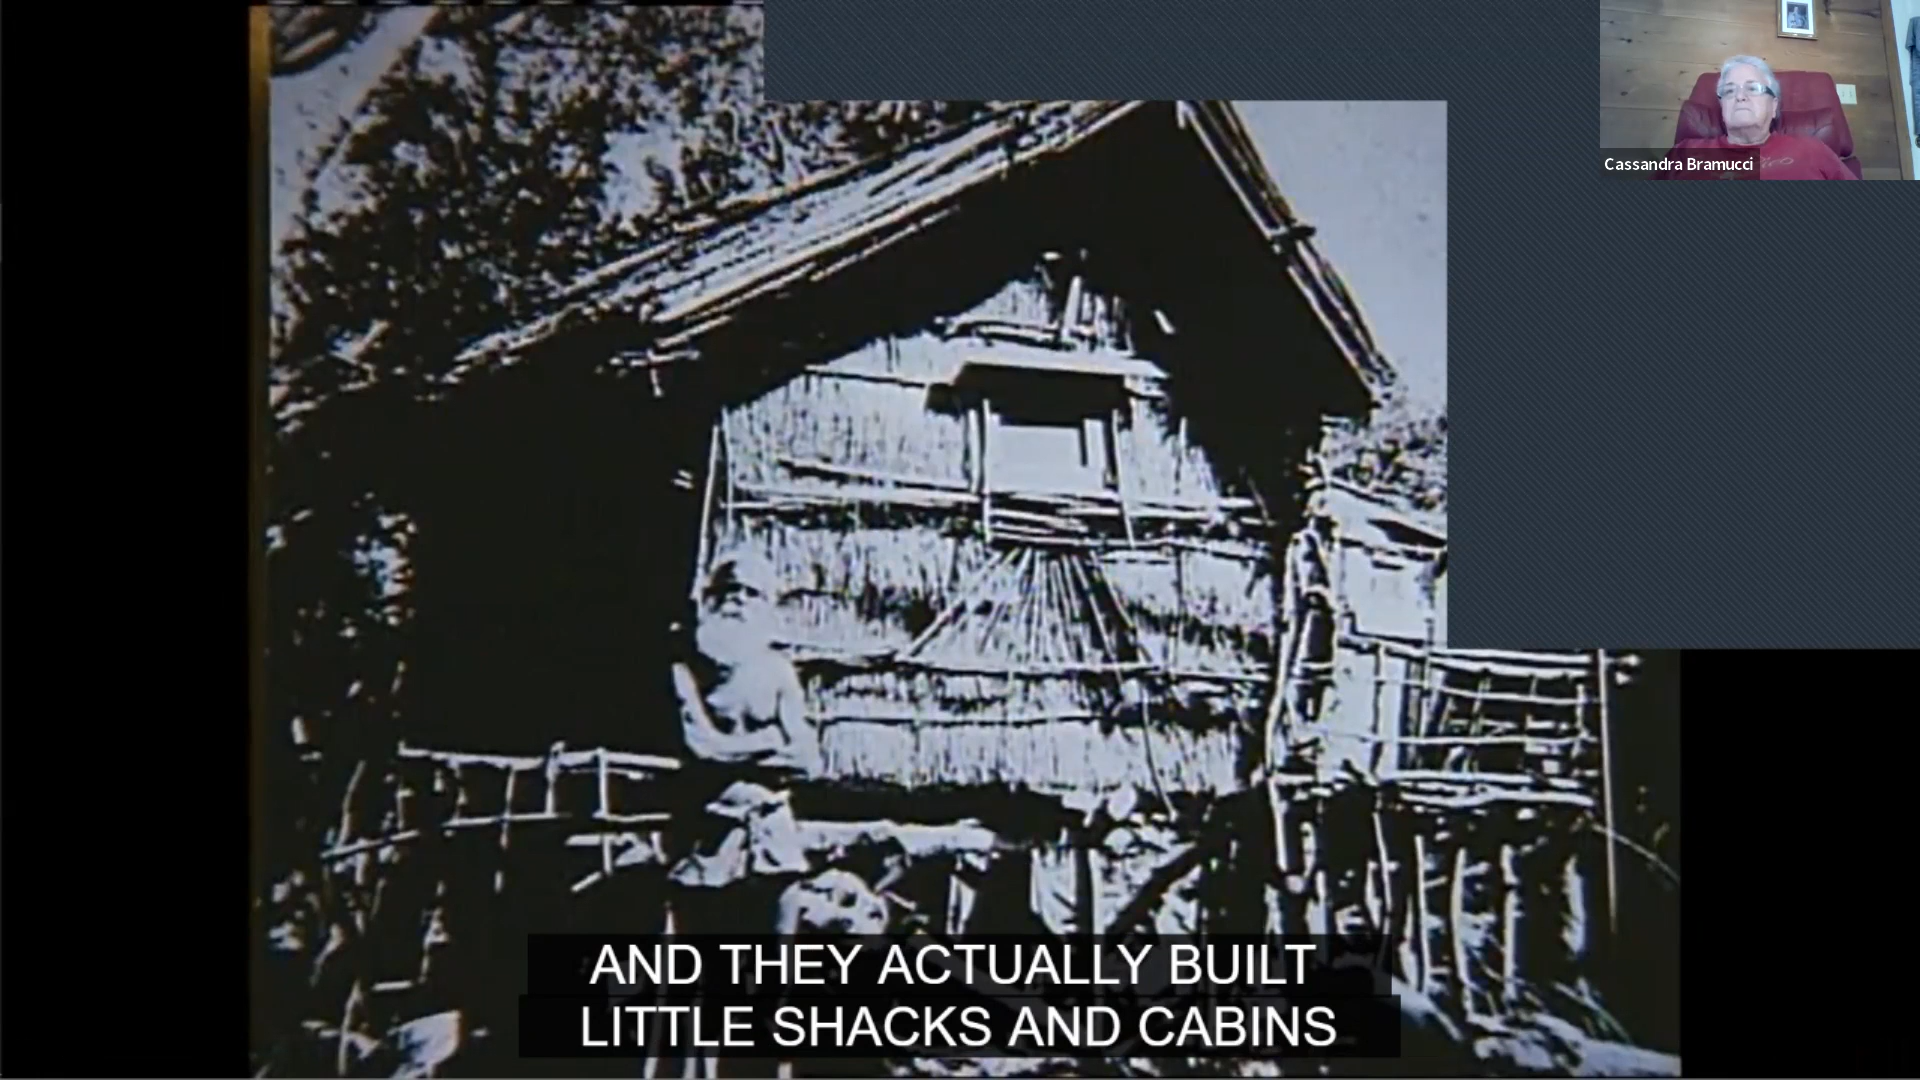 Cassandra Bramucci
AND THEY ACTUALLY BUILT
LITTLE SHACKS AND CABINS